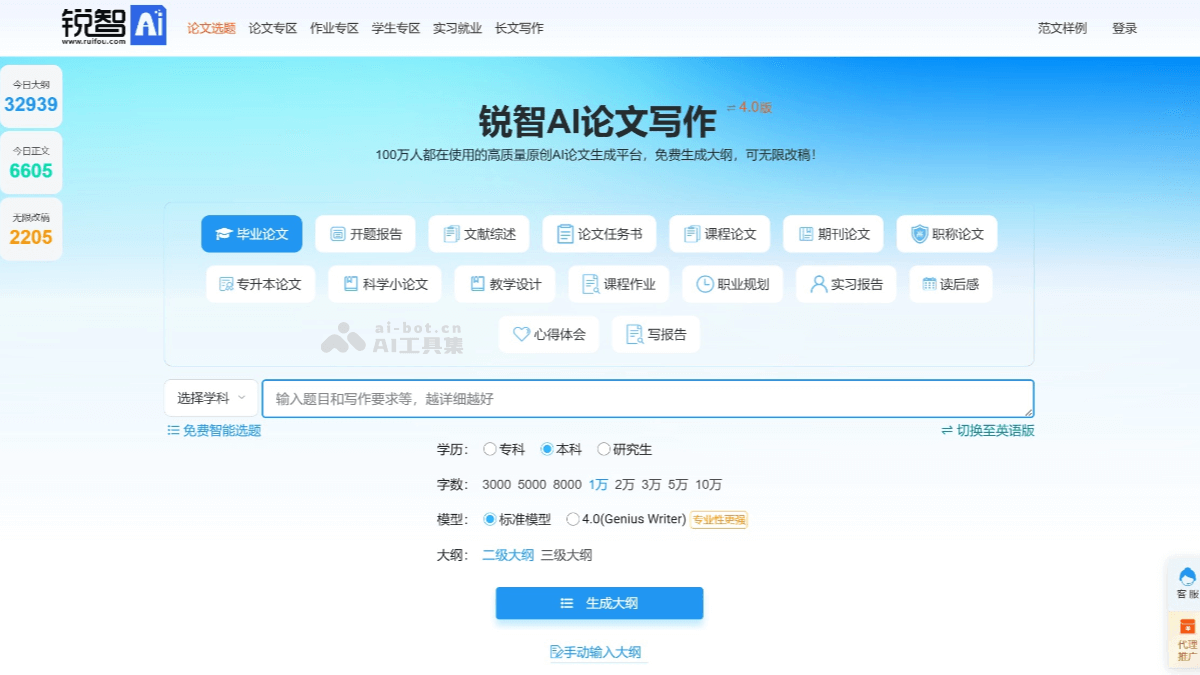 锐智 Ai
www.ruifou.com
论文选题 论文专区 作业专区 学生专区 实习就业 长文写作
范文样例 登录
今日大纲
32939
今日正文
6605
无限改稿
2205
锐智AI论文写作 ⇌ 4.0版
100万人都在使用的高质量原创AI论文生成平台，免费生成大纲，可无限改稿！
毕业论文 开题报告 文献综述 论文任务书 课程论文 期刊论文 职称论文
专升本论文 科学小论文 教学设计 课程作业 职业规划 实习报告 读后感
ai-bot.cn
AI工具集
心得体会 写报告
选择学科 输入题目和写作要求等，越详细越好
免费智能选题 ⇌ 切换至英语版
学历： 专科 本科 研究生
字数： 3000 5000 8000 1万 2万 3万 5万 10万
模型： 标准模型 4.0(Genius Writer) 专业性更强
大纲： 二级大纲 三级大纲
生成大纲
手动输入大纲
客服
代理
推广